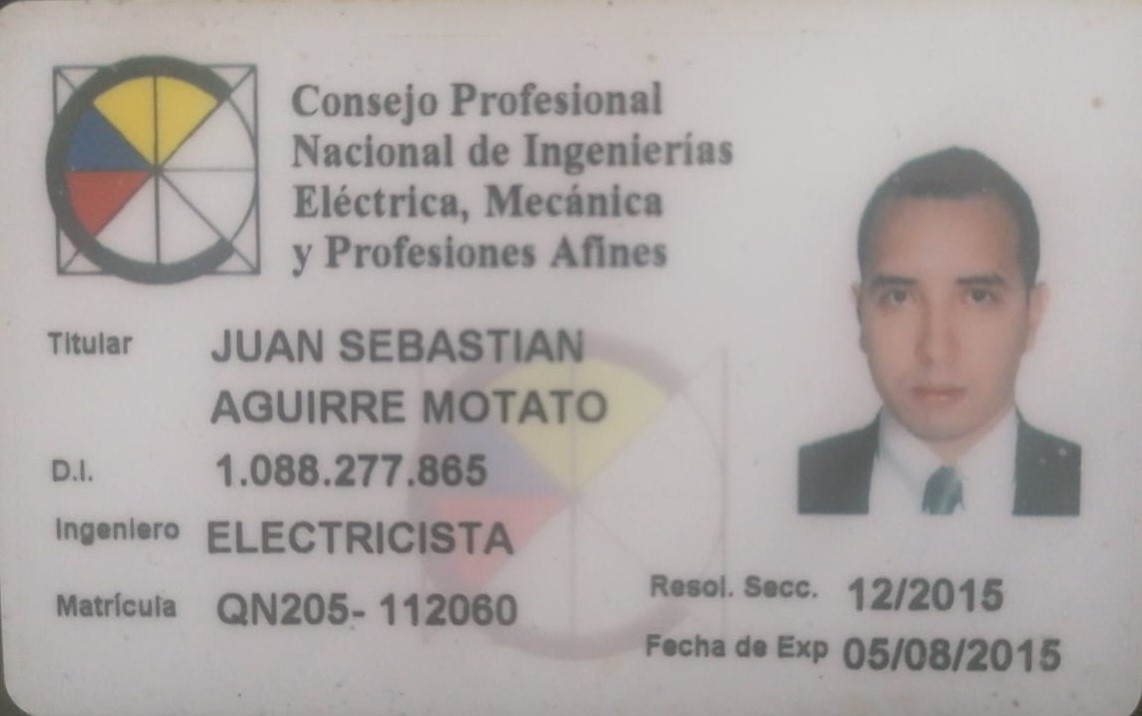 Consejo Profesional
Nacional de Ingenierías
Eléctrica, Mecánica
y Profesiones Afines
Titular JUAN SEBASTIAN
AGUIRRE MOTATO
D.I. 1.088.277.865
Ingeniero ELECTRICISTA
Matrícula QN205- 112060
Resol. Secc. 12/2015
Fecha de Exp 05/08/2015